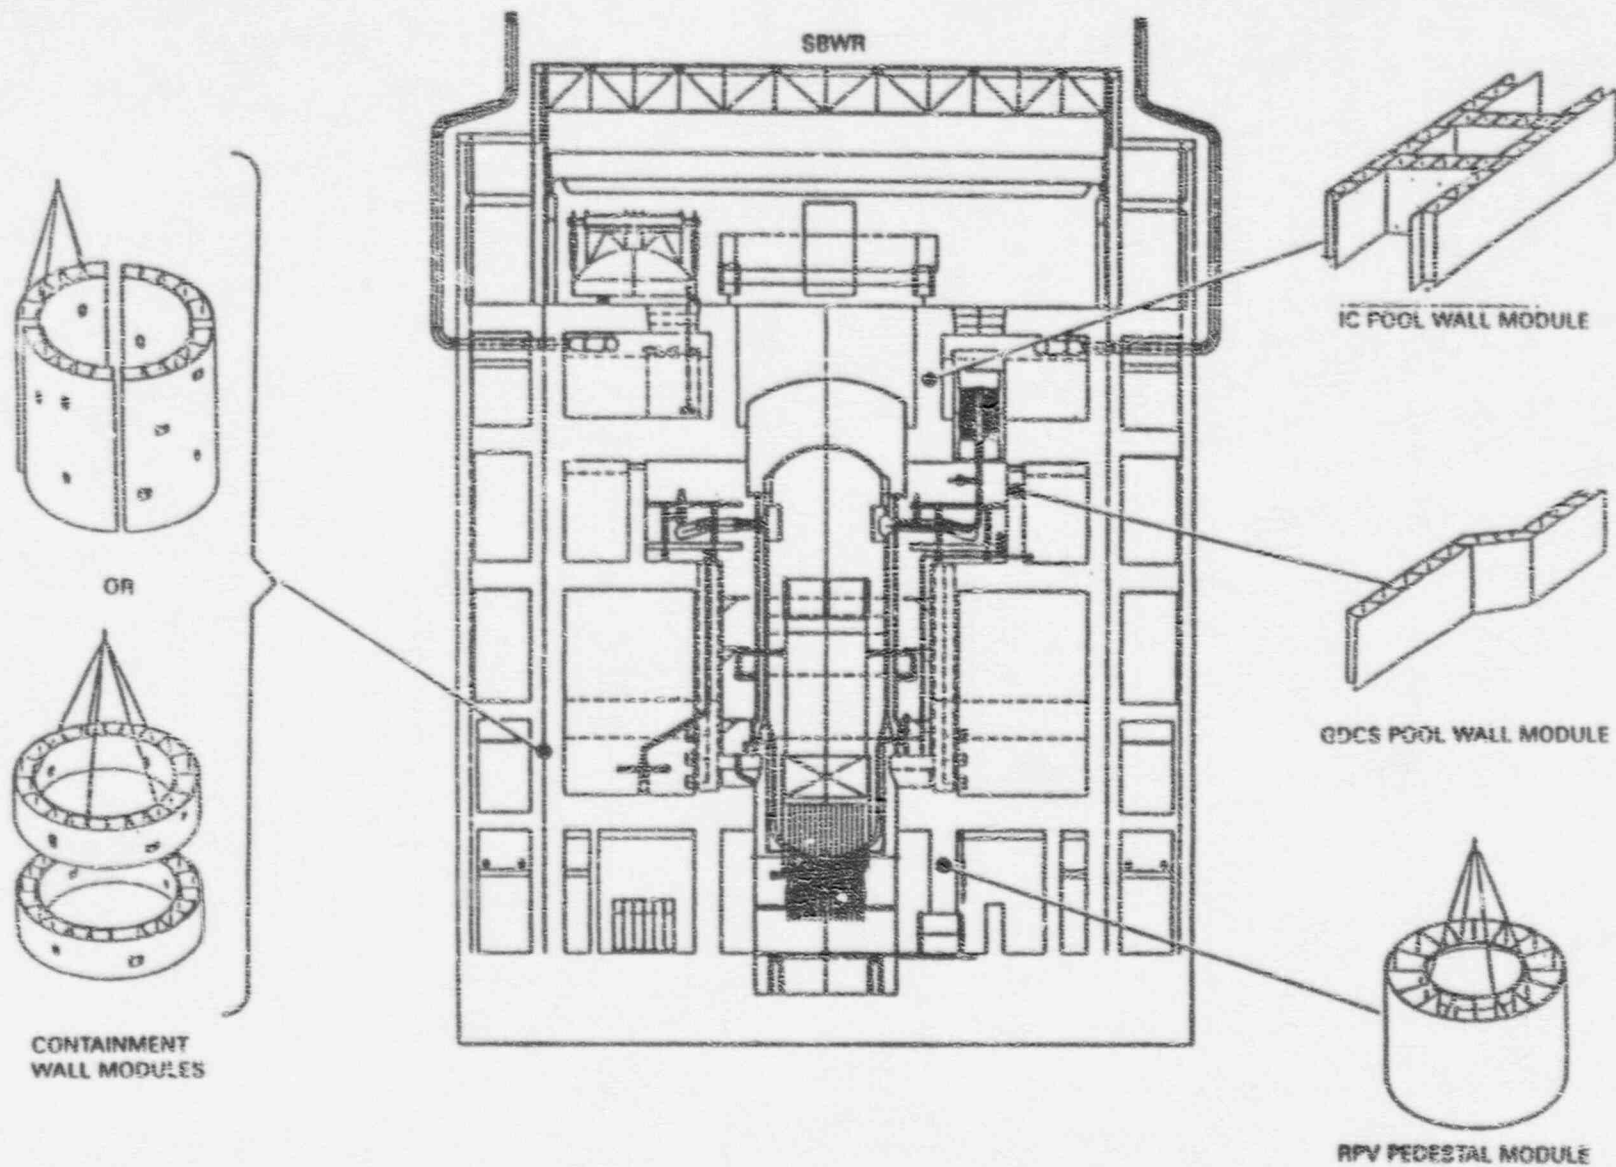 SBWR
IC POOL WALL MODULE
OR
GDCS POOL WALL MODULE
CONTAINMENT
WALL MODULES
RPV PEDESTAL MODULE